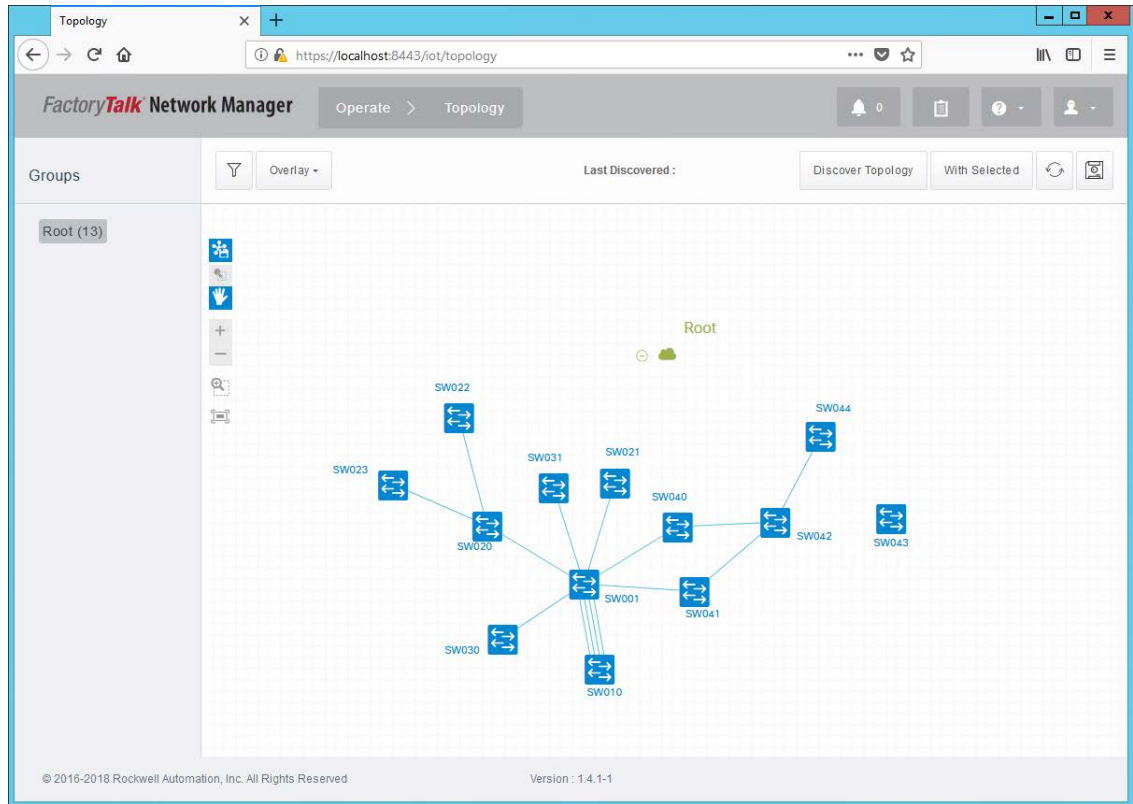 Topology
https://localhost:8443/iot/topology
FactoryTalk Network Manager
Operate > Topology
0
Groups
Overlay
Last Discovered :
Discover Topology
With Selected
Root (13)
Root
SW022
SW044
SW031
SW021
SW023
SW040
SW020
SW042
SW043
SW001
SW041
SW030
SW010
© 2016-2018 Rockwell Automation, Inc. All Rights Reserved
Version : 1.4.1-1